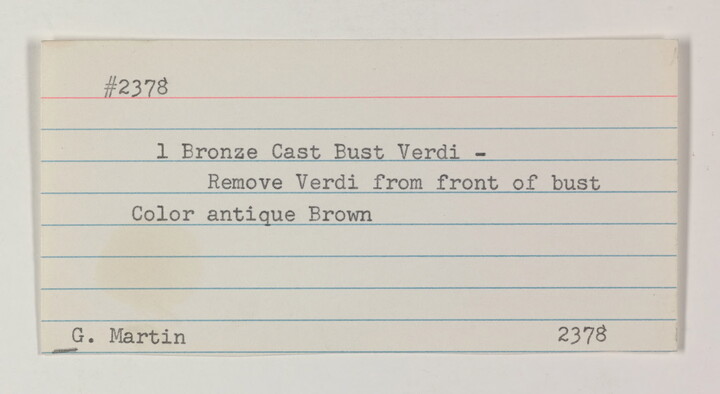 #2378
1 Bronze Cast Bust Verdi -
Remove Verdi from front of bust
Color antique Brown
G. Martin 2378